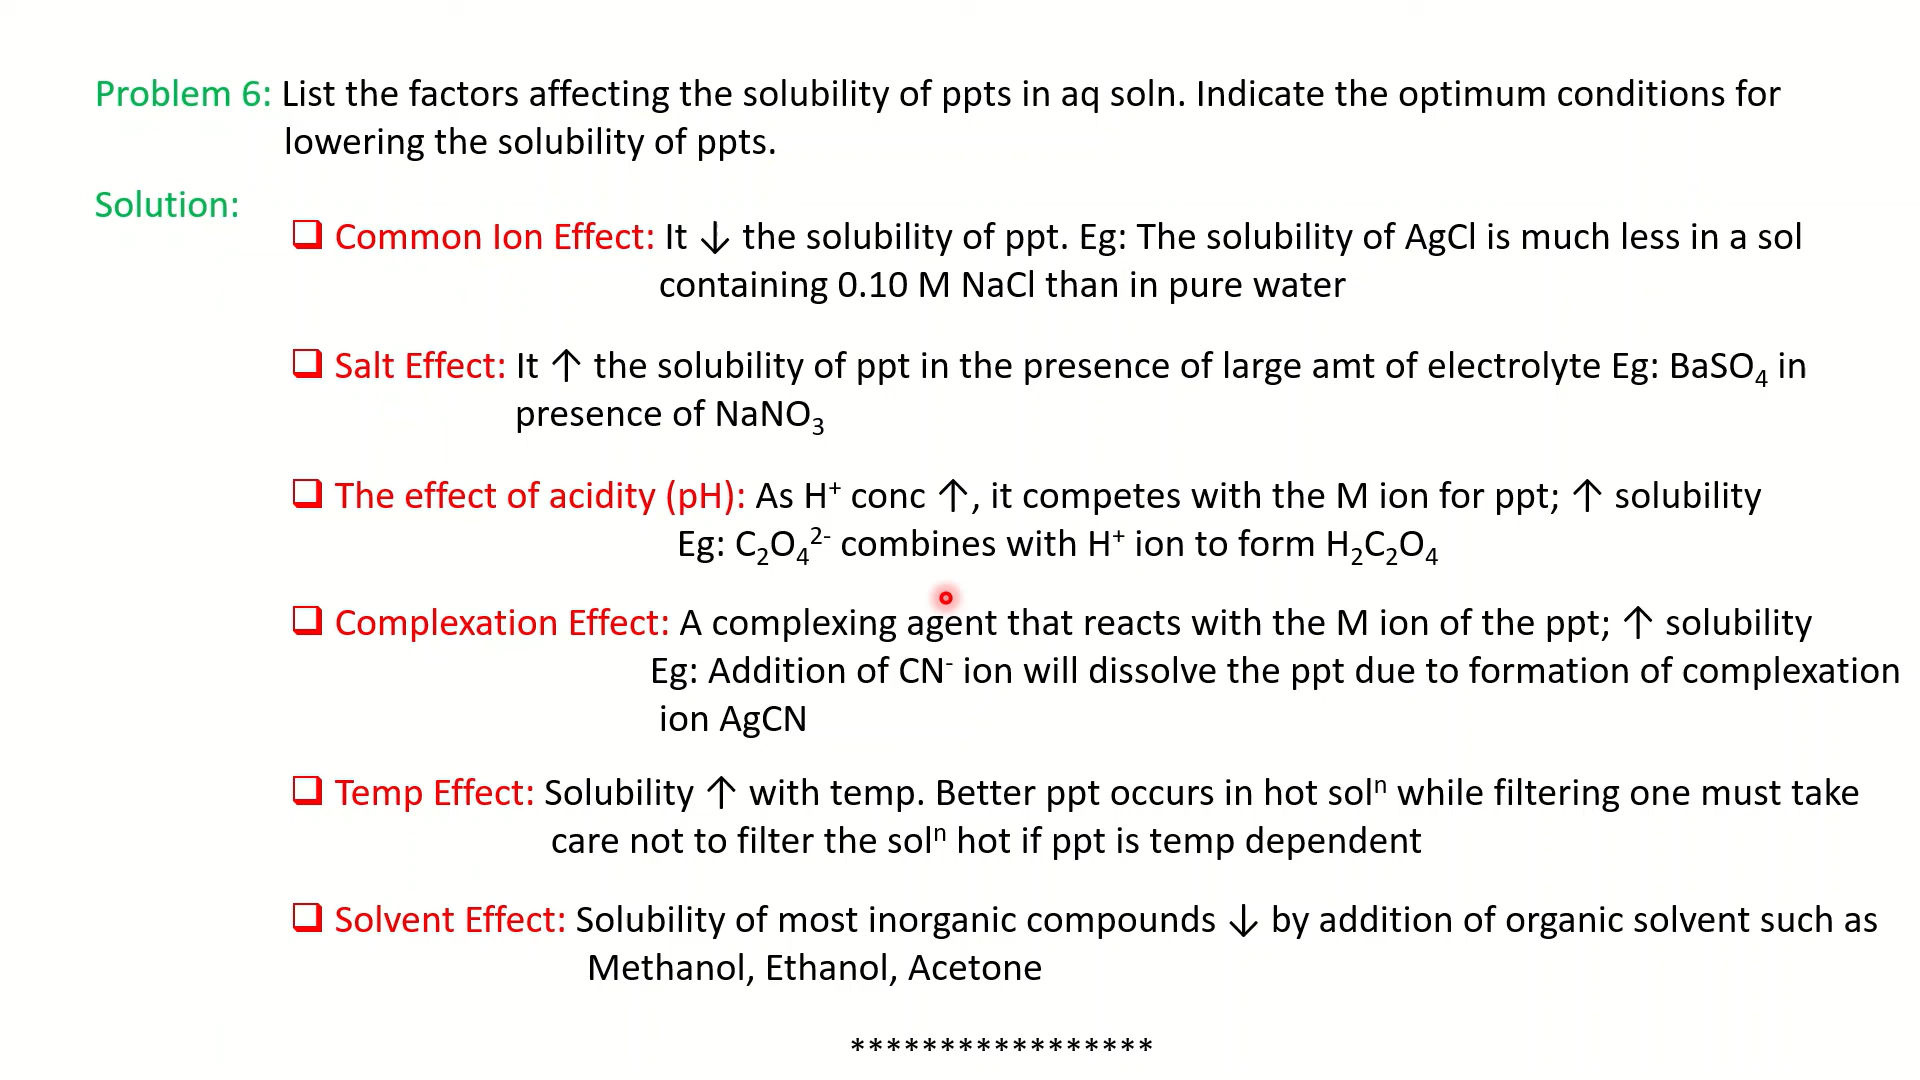 Problem 6: List the factors affecting the solubility of ppts in aq soln. Indicate the optimum conditions for
lowering the solubility of ppts.
Solution:
❑ Common Ion Effect: It ↓ the solubility of ppt. Eg: The solubility of AgCl is much less in a sol
containing 0.10 M NaCl than in pure water
❑ Salt Effect: It ↑ the solubility of ppt in the presence of large amt of electrolyte Eg: BaSO₄ in
presence of NaNO₃
❑ The effect of acidity (pH): As H⁺ conc ↑, it competes with the M ion for ppt; ↑ solubility
Eg: C₂O₄²⁻ combines with H⁺ ion to form H₂C₂O₄
❑ Complexation Effect: A complexing agent that reacts with the M ion of the ppt; ↑ solubility
Eg: Addition of CN⁻ ion will dissolve the ppt due to formation of complexation
ion AgCN
❑ Temp Effect: Solubility ↑ with temp. Better ppt occurs in hot solⁿ while filtering one must take
care not to filter the solⁿ hot if ppt is temp dependent
❑ Solvent Effect: Solubility of most inorganic compounds ↓ by addition of organic solvent such as
Methanol, Ethanol, Acetone
*****************